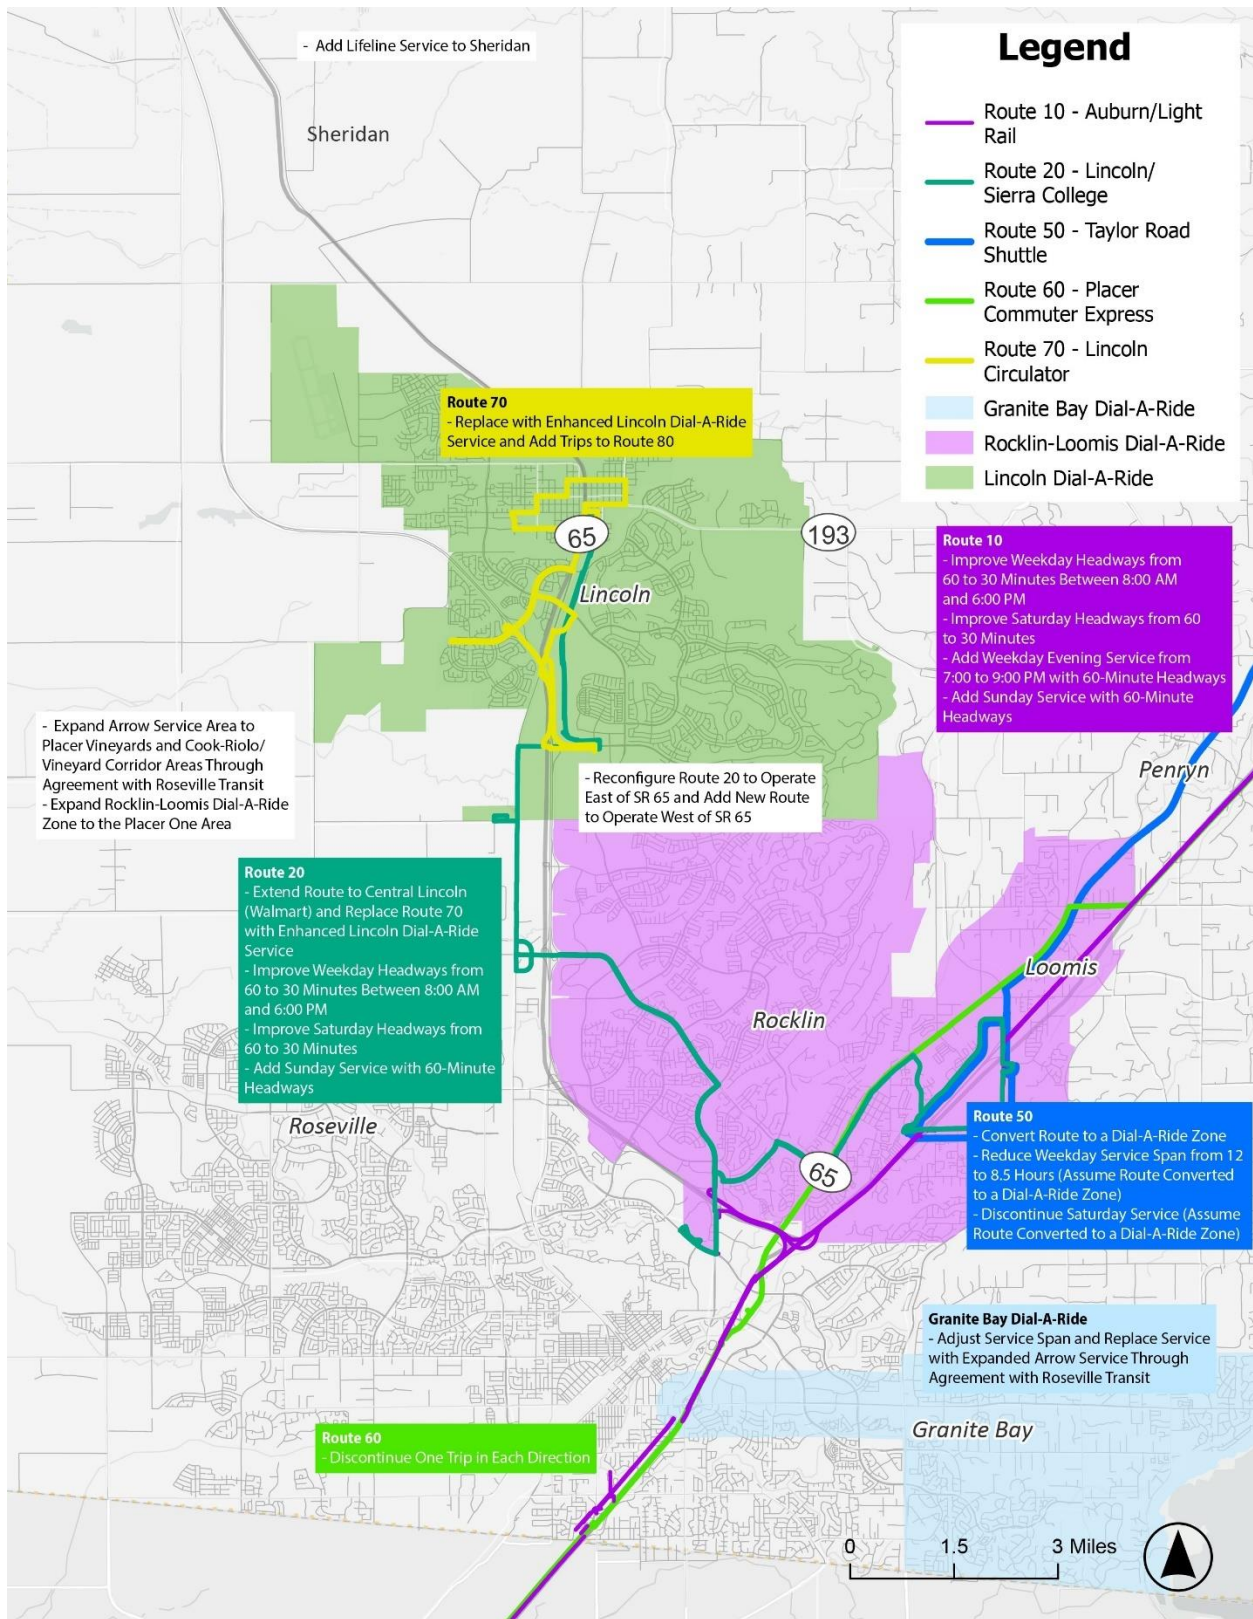 - Add Lifeline Service to Sheridan
Sheridan
Legend
Route 10 - Auburn/Light
Rail
Route 20 - Lincoln/
Sierra College
Route 50 - Taylor Road
Shuttle
Route 60 - Placer
Commuter Express
Route 70 - Lincoln
Circulator
Granite Bay Dial-A-Ride
Rocklin-Loomis Dial-A-Ride
Lincoln Dial-A-Ride
Route 70
- Replace with Enhanced Lincoln Dial-A-Ride
Service and Add Trips to Route 80
65
193
Lincoln
Route 10
- Improve Weekday Headways from
60 to 30 Minutes Between 8:00 AM
and 6:00 PM
- Improve Saturday Headways from 60
to 30 Minutes
- Add Weekday Evening Service from
7:00 to 9:00 PM with 60-Minute Headways
- Add Sunday Service with 60-Minute
Headways
- Expand Arrow Service Area to
Placer Vineyards and Cook-Riolo/
Vineyard Corridor Areas Through
Agreement with Roseville Transit
- Expand Rocklin-Loomis Dial-A-Ride
Zone to the Placer One Area
- Reconfigure Route 20 to Operate
East of SR 65 and Add New Route
to Operate West of SR 65
Penryn
Route 20
- Extend Route to Central Lincoln
(Walmart) and Replace Route 70
with Enhanced Lincoln Dial-A-Ride
Service
- Improve Weekday Headways from
60 to 30 Minutes Between 8:00 AM
and 6:00 PM
- Improve Saturday Headways from
60 to 30 Minutes
- Add Sunday Service with 60-Minute
Headways
Loomis
Rocklin
Roseville
65
Route 50
- Convert Route to a Dial-A-Ride Zone
- Reduce Weekday Service Span from 12
to 8.5 Hours (Assume Route Converted
to a Dial-A-Ride Zone)
- Discontinue Saturday Service (Assume
Route Converted to a Dial-A-Ride Zone)
Granite Bay Dial-A-Ride
- Adjust Service Span and Replace Service
with Expanded Arrow Service Through
Agreement with Roseville Transit
Granite Bay
Route 60
- Discontinue One Trip in Each Direction
0 1.5 3 Miles